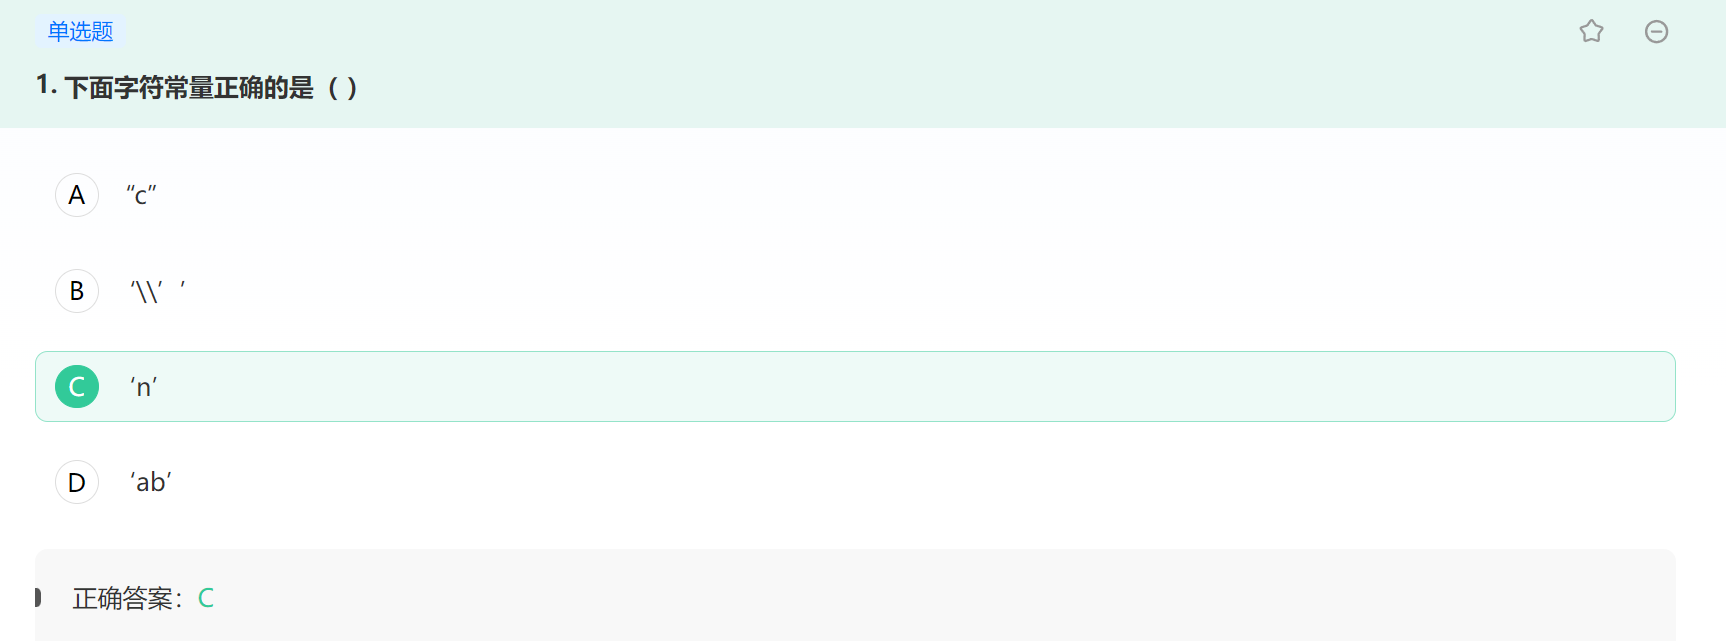 单选题
1. 下面字符常量正确的是（ ）
A “c”
B ‘\\’ ’
C ‘n’
D ‘ab’
正确答案：C